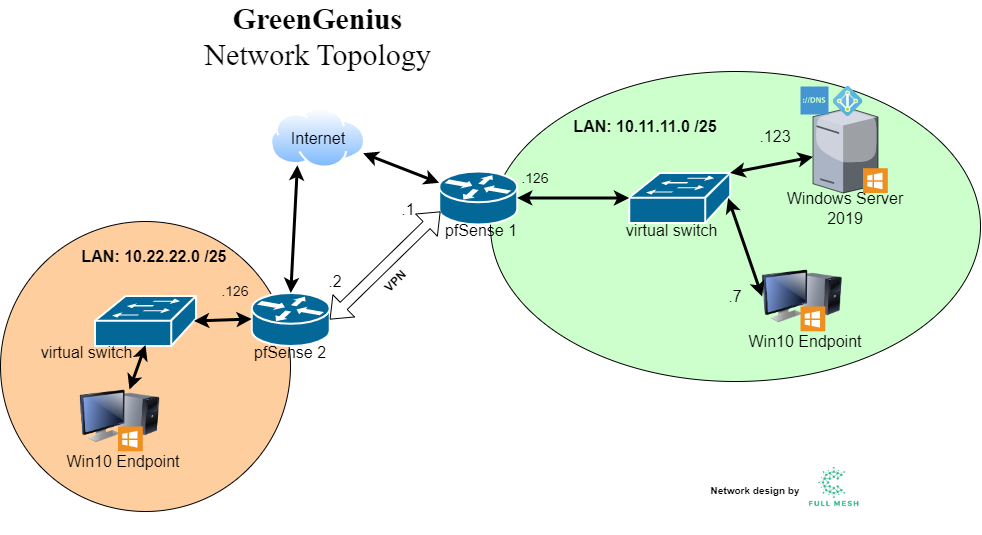 GreenGenius
Network Topology
Internet
LAN: 10.11.11.0 /25
://DNS
.123
.126
Windows Server
2019
pfSense 1
virtual switch
.1
.7
Win10 Endpoint
VPN
.2
LAN: 10.22.22.0 /25
.126
pfSense 2
virtual switch
Win10 Endpoint
Network design by
FULL MESH